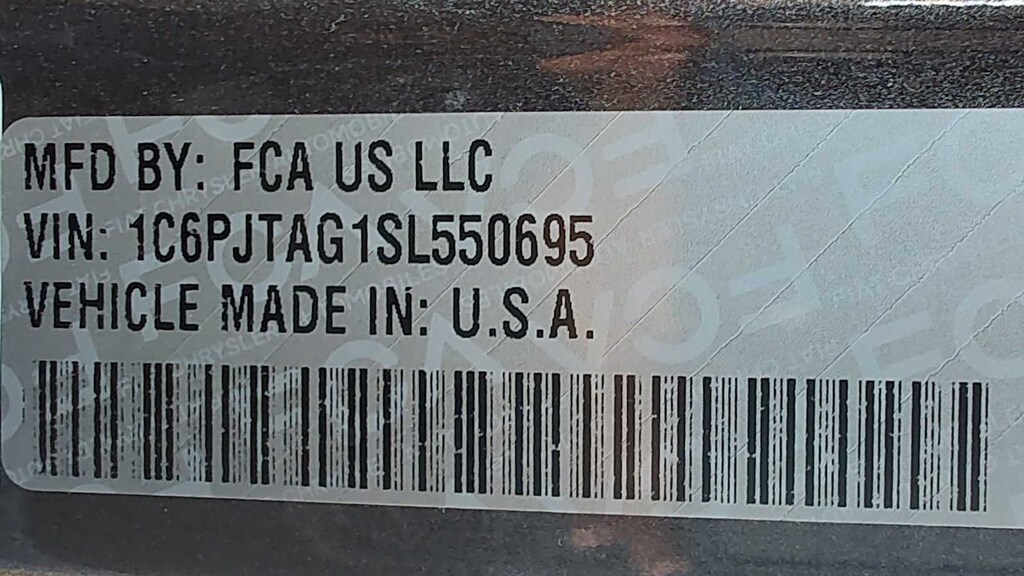 MFD BY: FCA US LLC
VIN: 1C6PJTAG1SL550695
VEHICLE MADE IN: U.S.A.